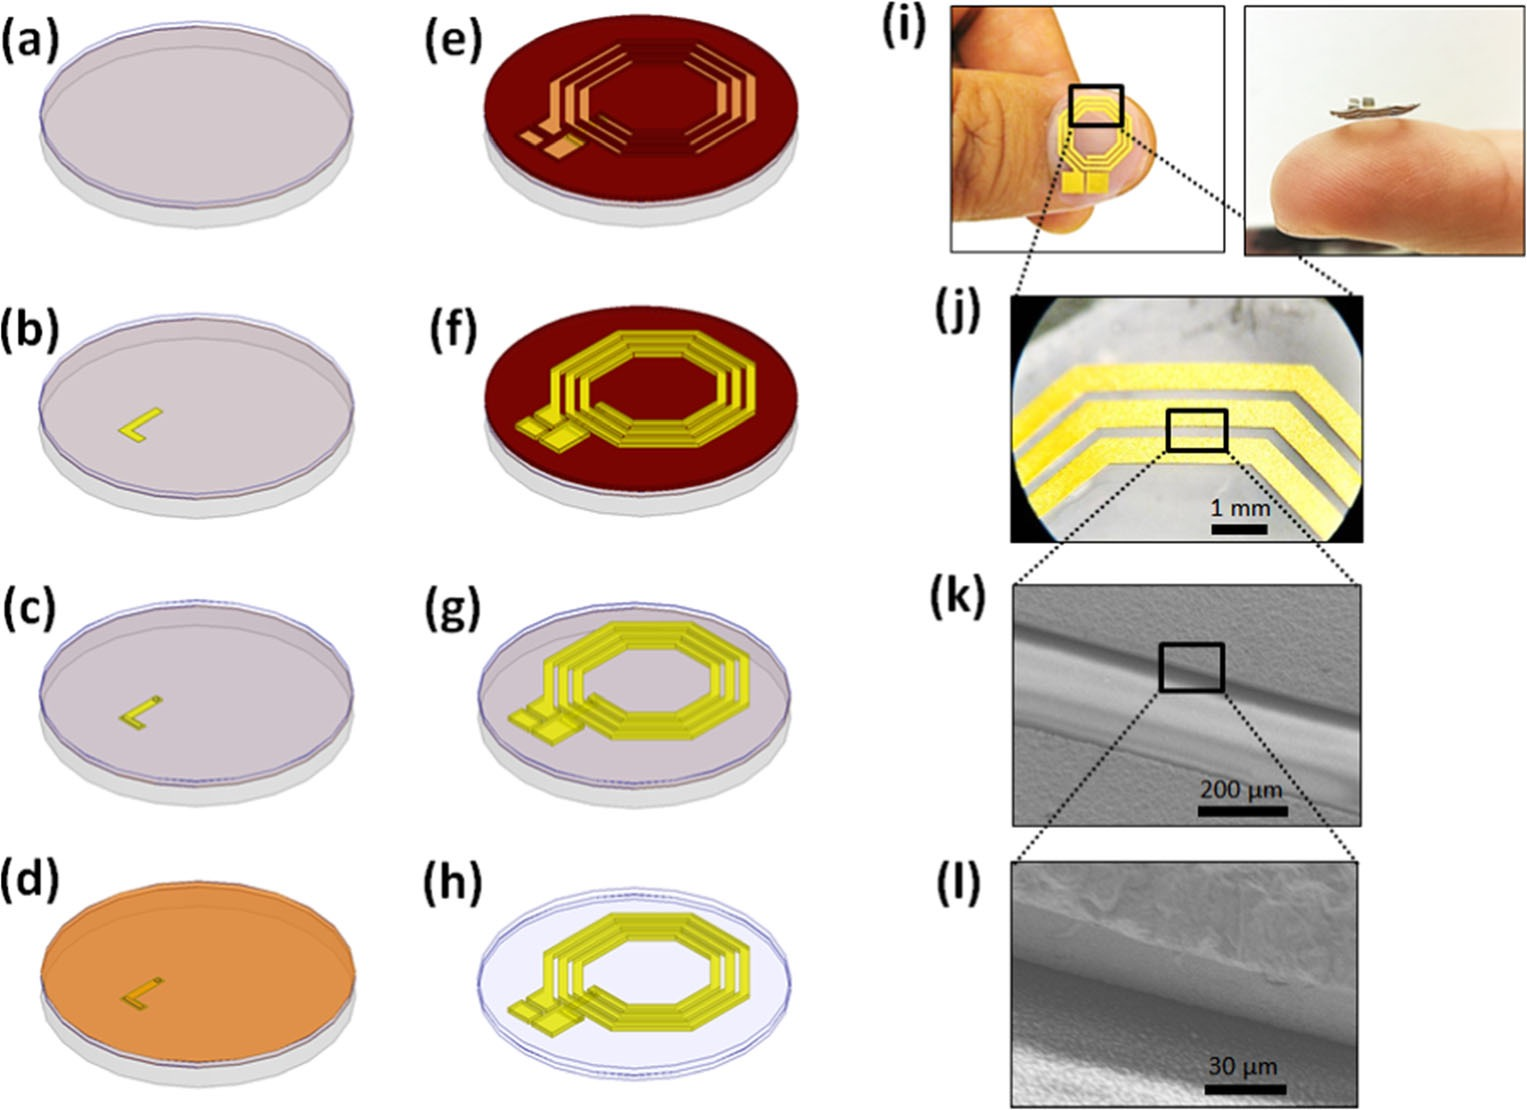 (a)
(b)
(c)
(d)
(e)
(f)
(g)
(h)
(i)
(j)
1 mm
(k)
200 µm
(l)
30 µm